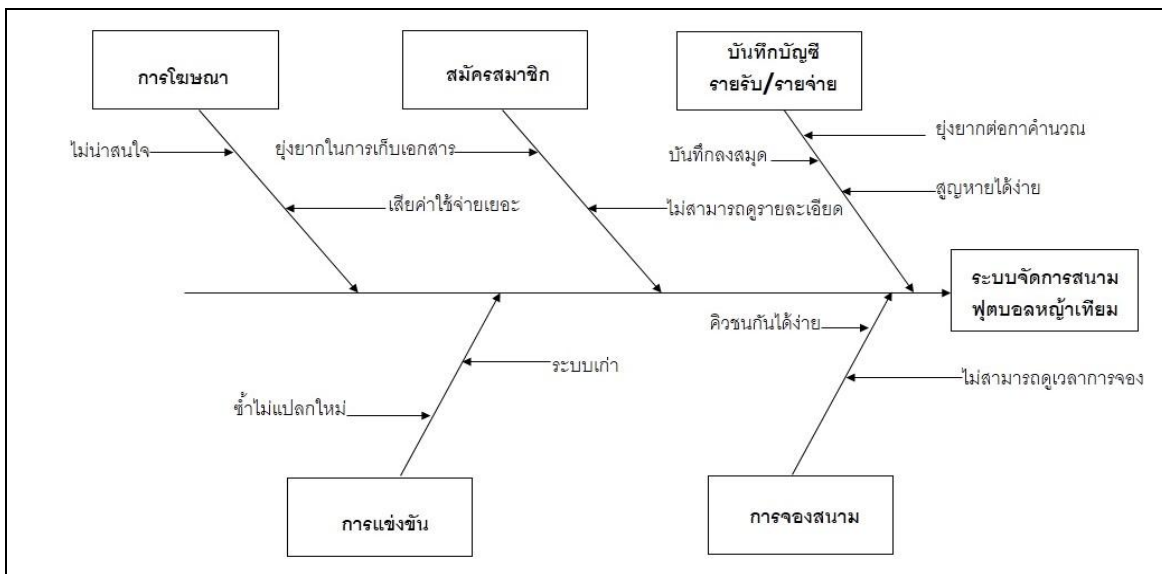 การโฆษณา
สมัครสมาชิก
บันทึกบัญชี
รายรับ/รายจ่าย
ไม่น่าสนใจ
ยุ่งยากในการเก็บเอกสาร
ยุ่งยากต่อกาคำนวณ
บันทึกลงสมุด
สูญหายได้ง่าย
เสียค่าใช้จ่ายเยอะ
ไม่สามารถดูรายละเอียด
ระบบจัดการสนาม
ฟุตบอลหญ้าเทียม
คิวชนกันได้ง่าย
ระบบเก่า
ไม่สามารถดูเวลาการจอง
ซ้ำไม่แปลกใหม่
การแข่งขัน
การจองสนาม